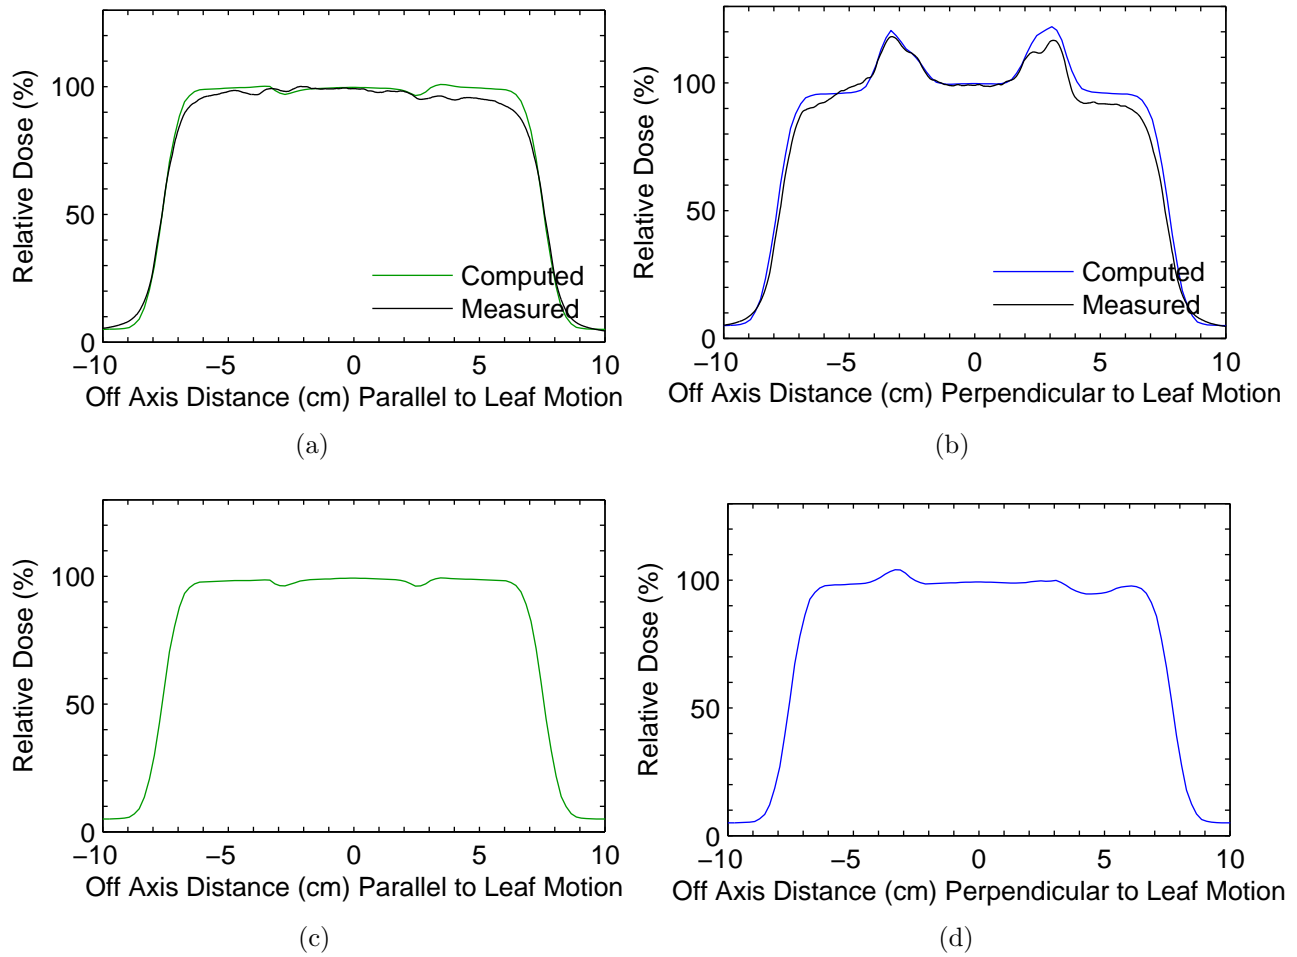 Relative Dose (%)
100
50
0
Computed
Measured
−10
−5
0
5
10
Off Axis Distance (cm) Parallel to Leaf Motion
(a)
Relative Dose (%)
100
50
0
Computed
Measured
−10
−5
0
5
10
Off Axis Distance (cm) Perpendicular to Leaf Motion
(b)
Relative Dose (%)
100
50
0
−10
−5
0
5
10
Off Axis Distance (cm) Parallel to Leaf Motion
(c)
Relative Dose (%)
100
50
0
−10
−5
0
5
10
Off Axis Distance (cm) Perpendicular to Leaf Motion
(d)